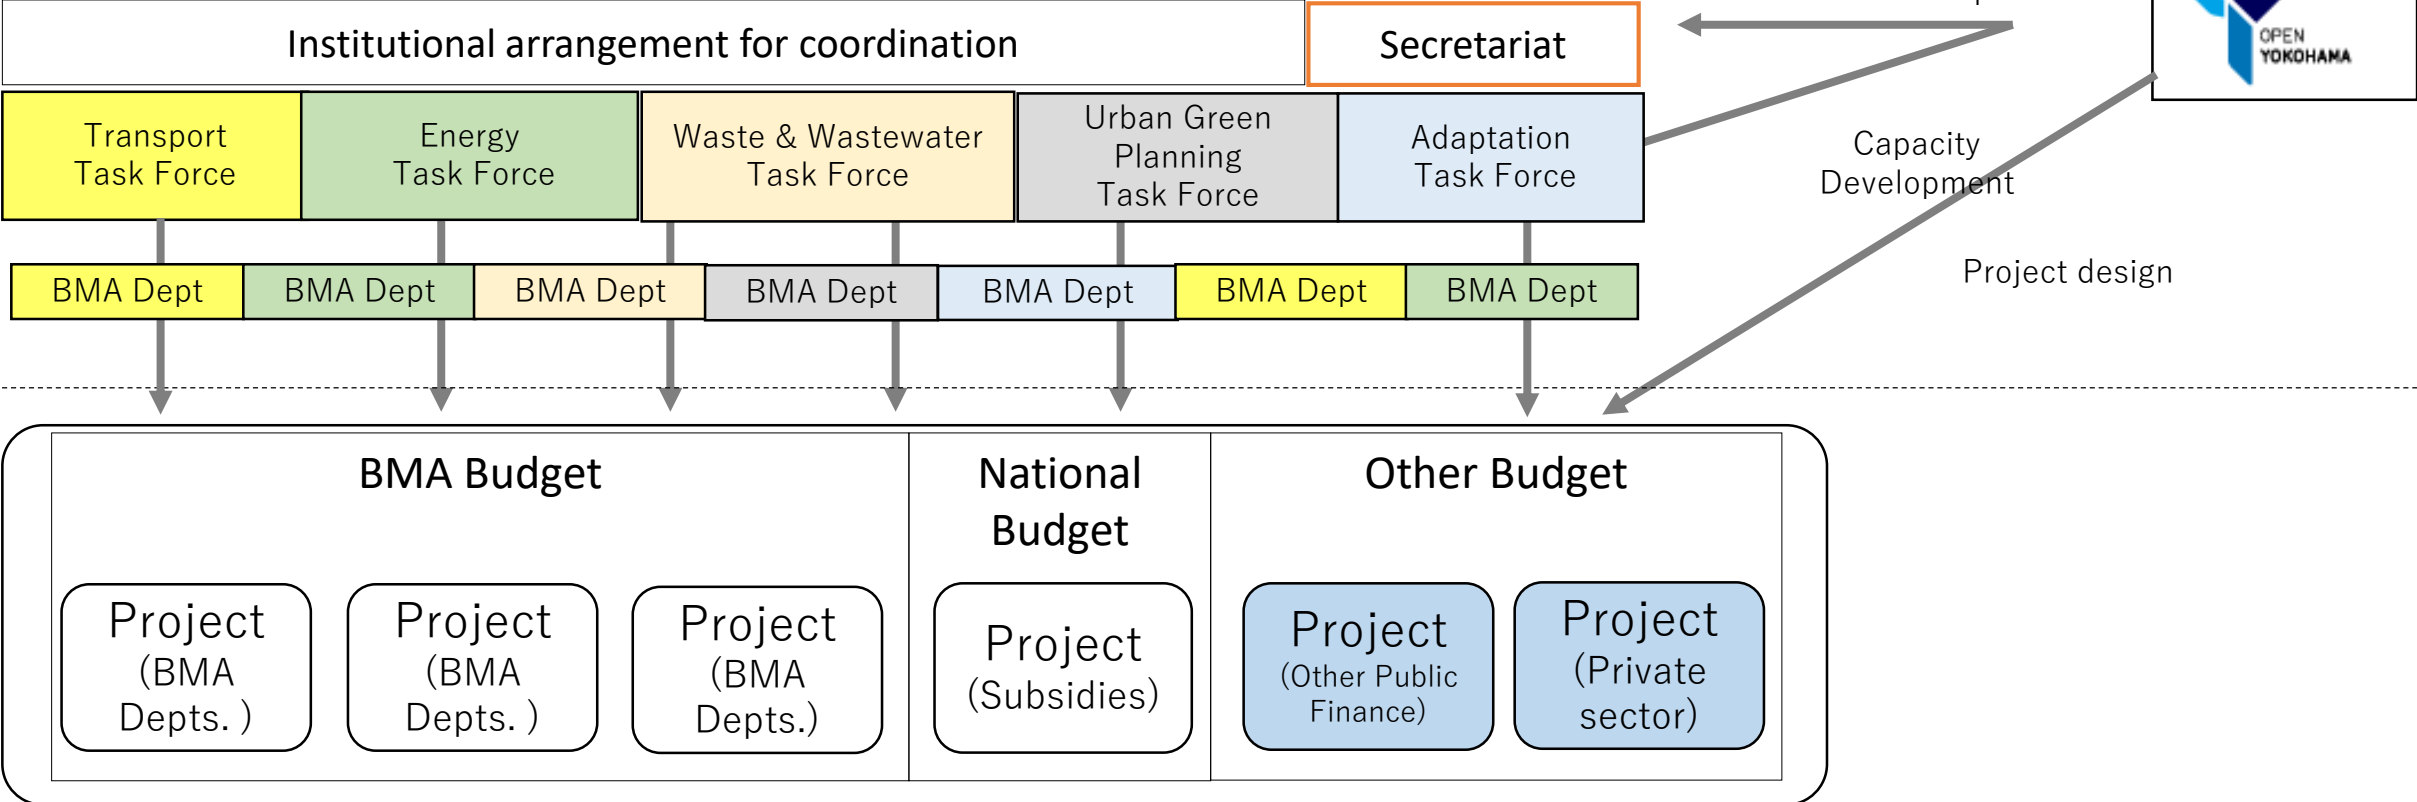 Institutional arrangement for coordination
Secretariat
OPEN
YOKOHAMA
Transport
Task Force
Energy
Task Force
Waste & Wastewater
Task Force
Urban Green
Planning
Task Force
Adaptation
Task Force
Capacity
Development
Project design
BMA Dept
BMA Dept
BMA Dept
BMA Dept
BMA Dept
BMA Dept
BMA Dept
BMA Budget
National
Budget
Other Budget
Project
(BMA
Depts. )
Project
(BMA
Depts. )
Project
(BMA
Depts.)
Project
(Subsidies)
Project
(Other Public
Finance)
Project
(Private
sector)